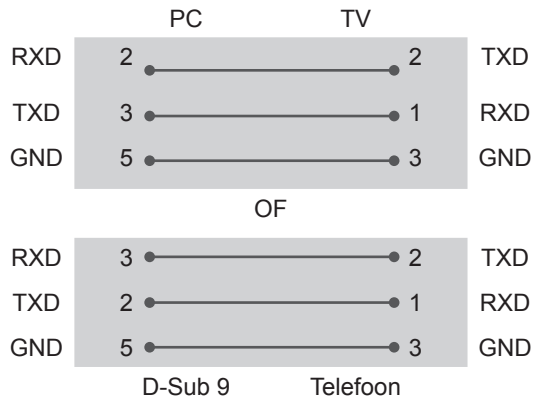 PC TV
RXD 2 2 TXD
TXD 3 1 RXD
GND 5 3 GND
OF
RXD 3 2 TXD
TXD 2 1 RXD
GND 5 3 GND
D-Sub 9 Telefoon